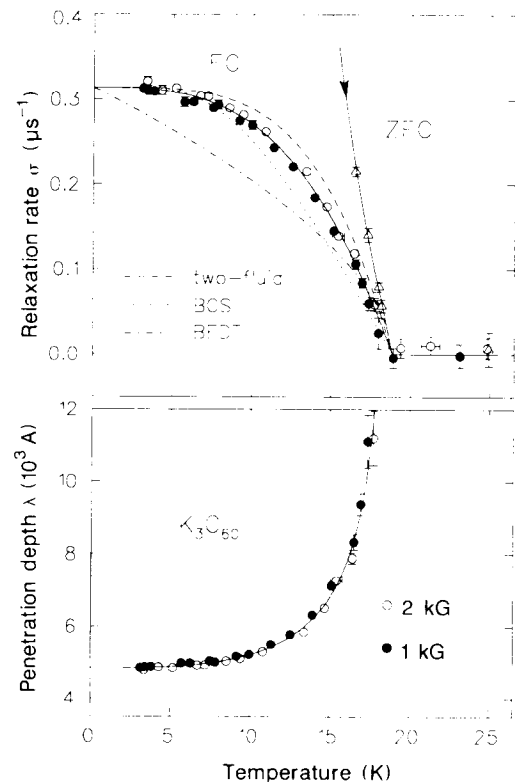 0.4
0.3
0.2
0.1
0.0
Relaxation rate σ (μs⁻¹)
FC
ZFC
two-fluid
BCS
12
10
8
6
4
Penetration depth λ (10³ A)
K₃C₆₀
○ 2 kG
● 1 kG
0 5 10 15 20 25
Temperature (K)